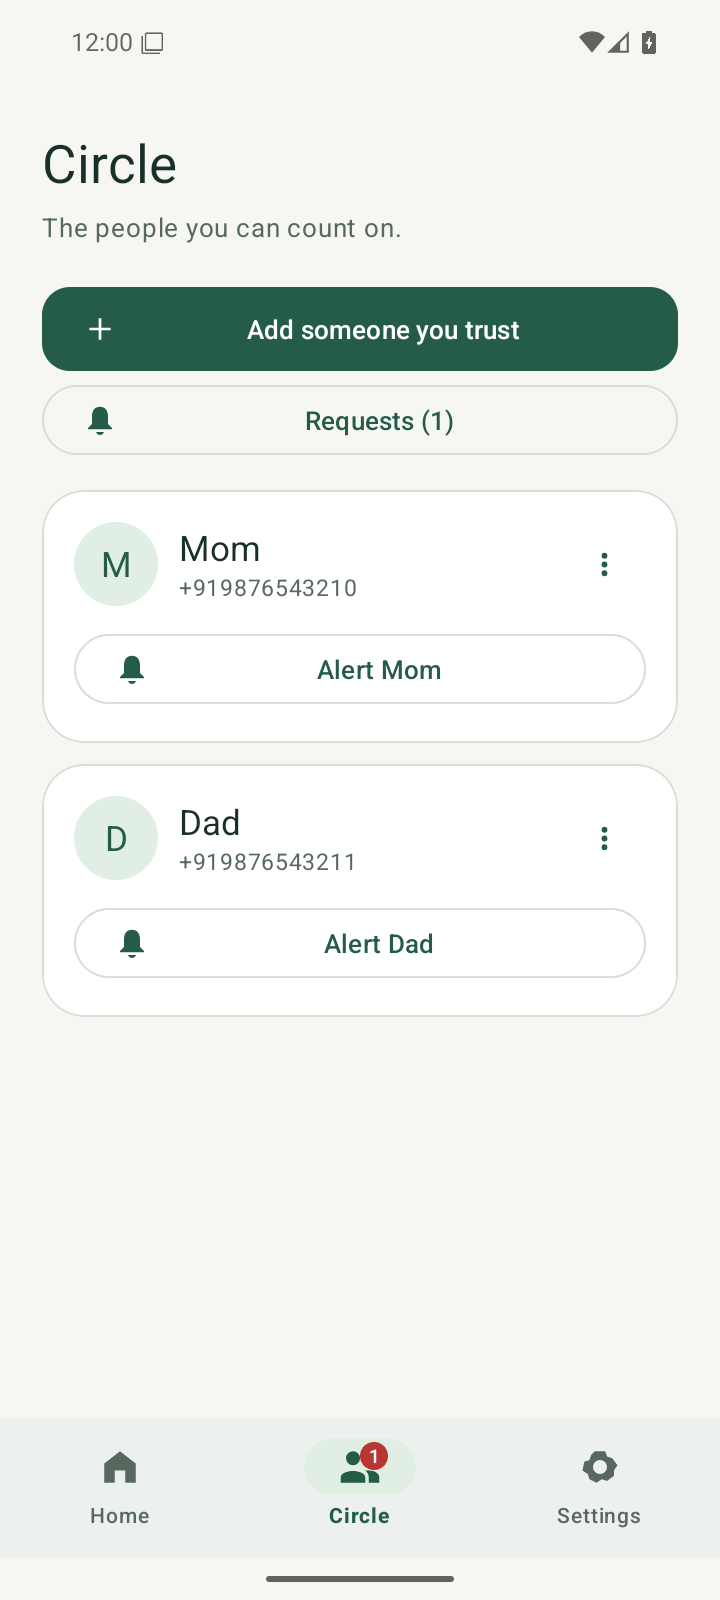 12:00
Circle
The people you can count on.
Add someone you trust
Requests (1)
M
Mom
+919876543210
Alert Mom
D
Dad
+919876543211
Alert Dad
1
Home
Circle
Settings